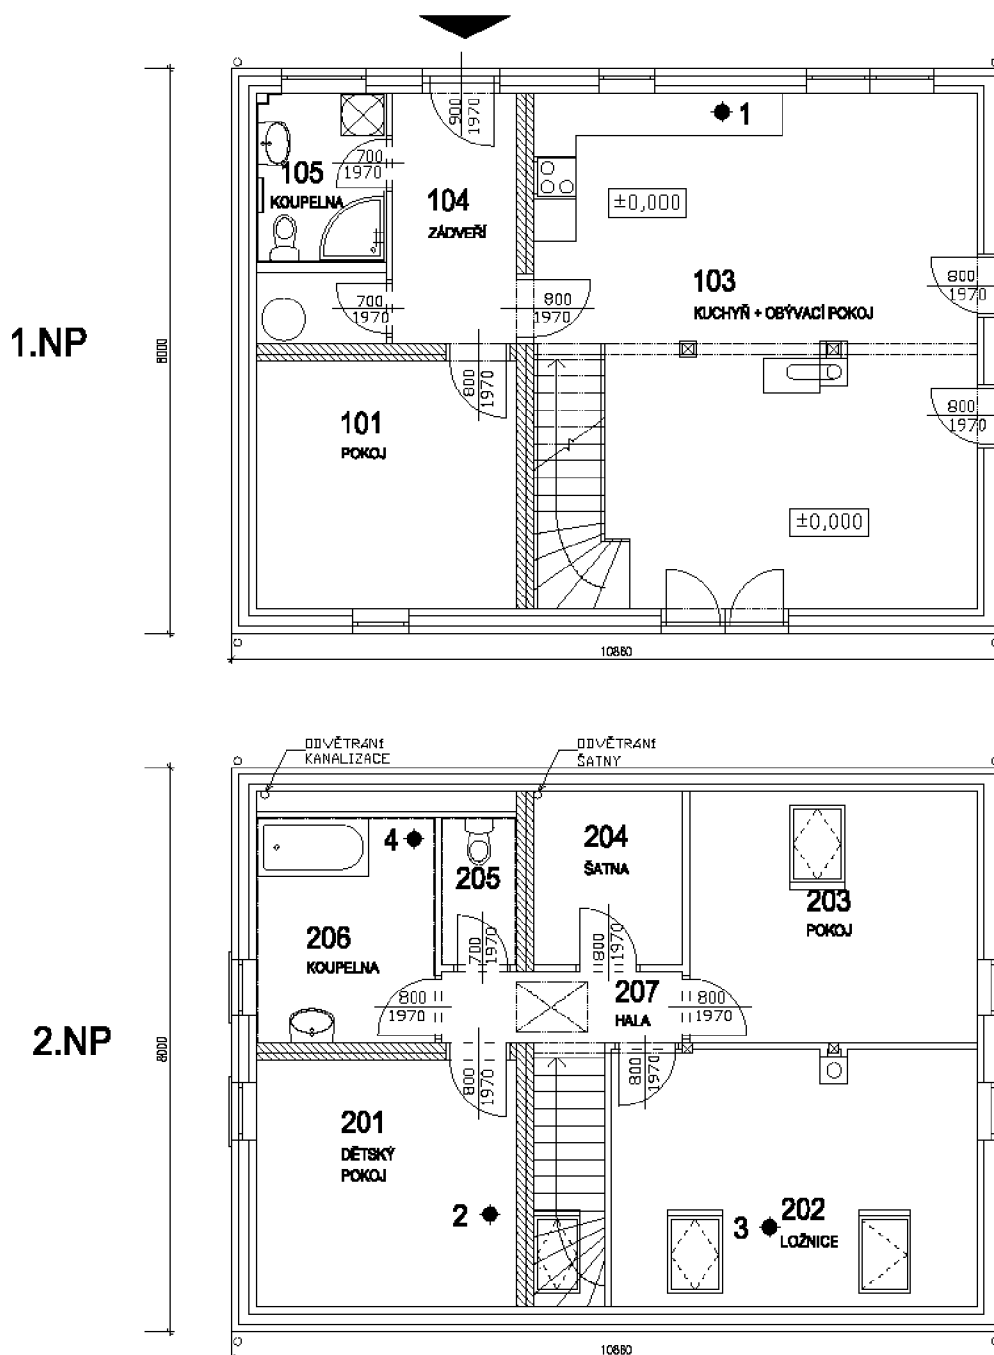 900
1970
1
700
1970
105
KOUPELNA
104
ZÁDVEŘÍ
±0,000
103
KUCHYŇ + OBÝVACÍ POKOJ
800
1970
700
1970
800
1970
1.NP
8000
800
1970
800
1970
101
POKOJ
±0,000
10880
ODVĚTRÁNÍ
KANALIZACE
ODVĚTRÁNÍ
ŠATNY
4
205
204
ŠATNA
203
POKOJ
206
KOUPELNA
700
1970
800
1970
207
HALA
800
1970
800
1970
2.NP
8000
800
1970
800
1970
201
DĚTSKÝ
POKOJ
2
3
202
LOŽNICE
10880